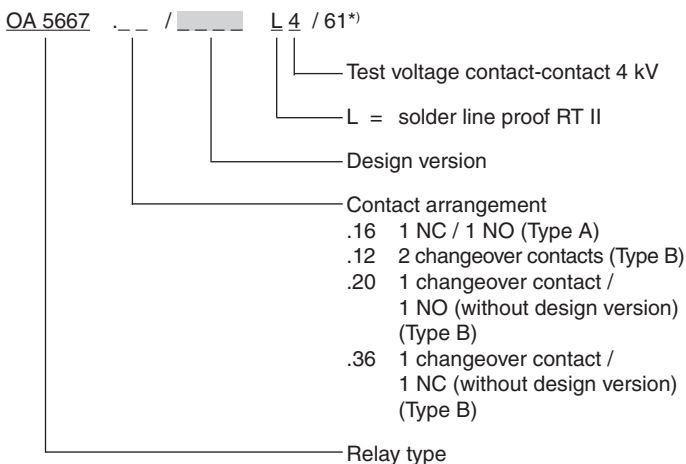 OA 5667 ._ _ / _ _ _ _ L 4 / 61*)
Test voltage contact-contact 4 kV
L = solder line proof RT II
Design version
Contact arrangement
.16 1 NC / 1 NO (Type A)
.12 2 changeover contacts (Type B)
.20 1 changeover contact /
1 NO (without design version)
(Type B)
.36 1 changeover contact /
1 NC (without design version)
(Type B)
Relay type